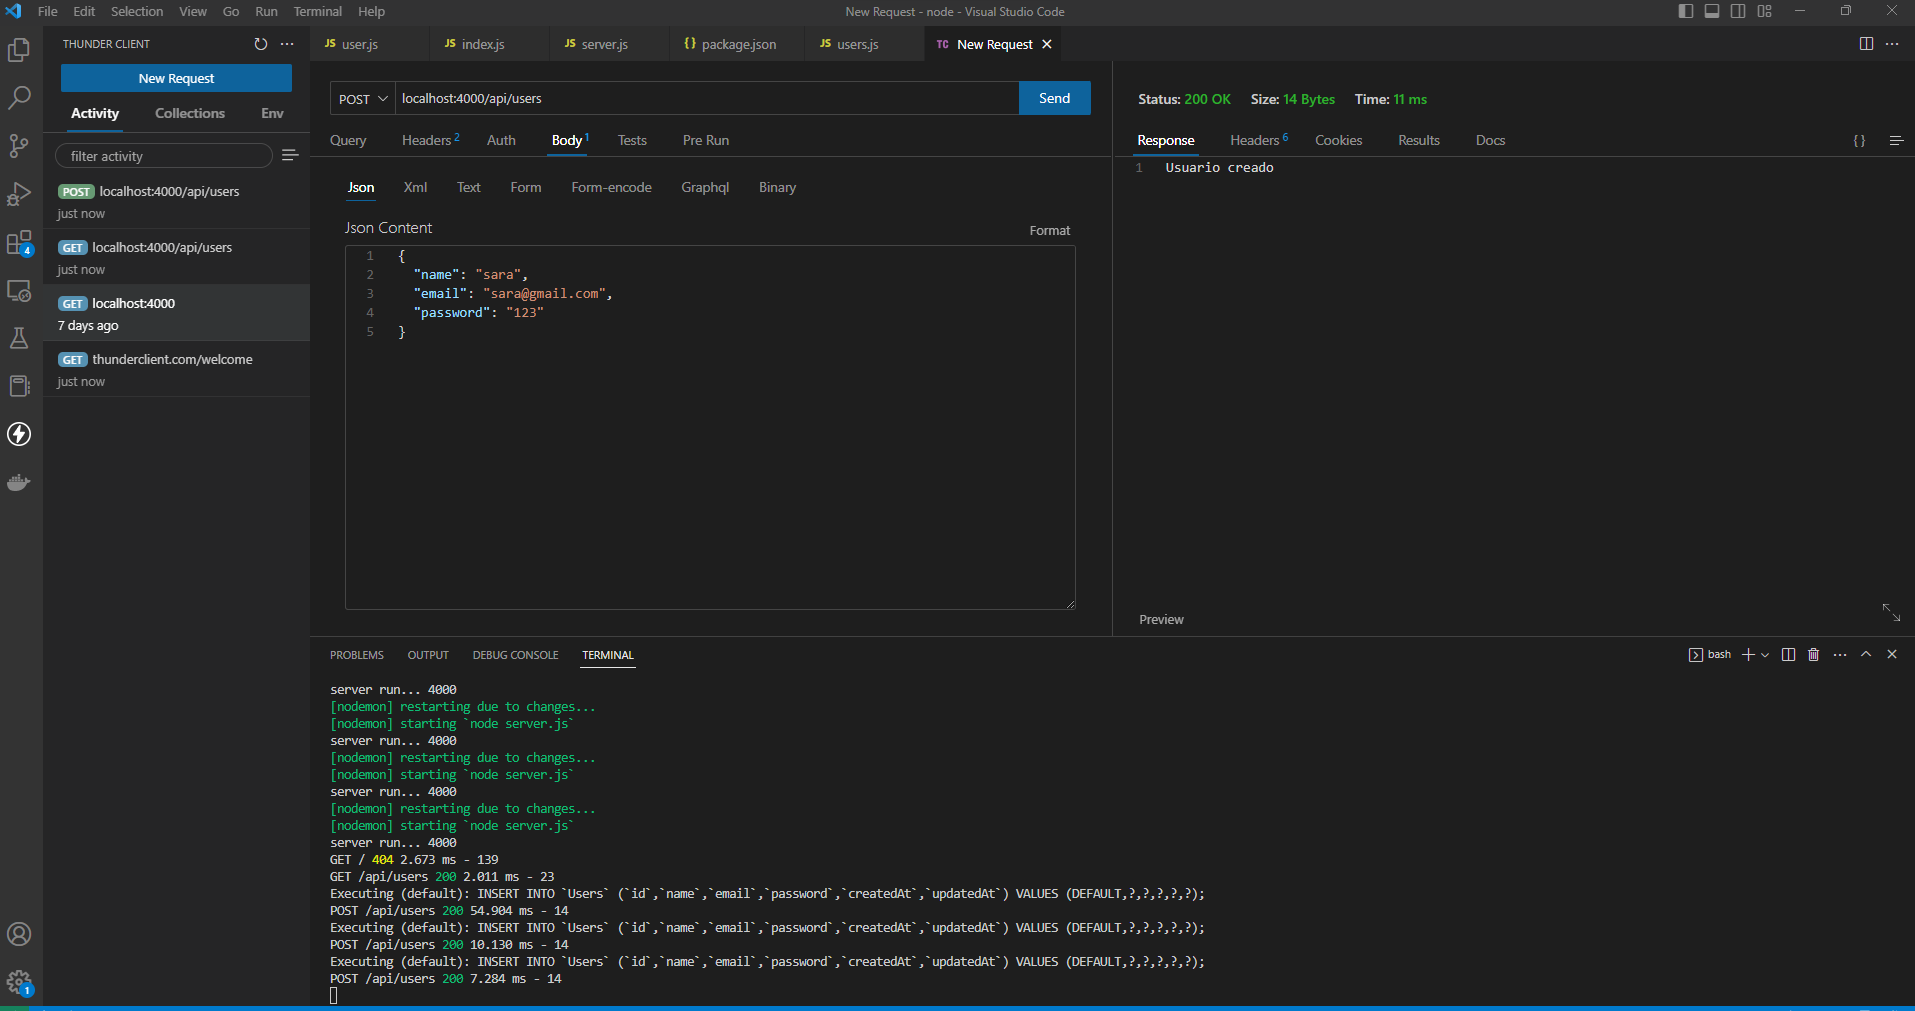 File Edit Selection View Go Run Terminal Help
New Request - node - Visual Studio Code
THUNDER CLIENT
New Request
Activity Collections Env
filter activity
POST localhost:4000/api/users
just now
GET localhost:4000/api/users
just now
GET localhost:4000
7 days ago
GET thunderclient.com/welcome
just now
4
1
JS user.js JS index.js JS server.js {} package.json JS users.js TC New Request
POST localhost:4000/api/users Send
Query Headers 2 Auth Body 1 Tests Pre Run
Json Xml Text Form Form-encode Graphql Binary
Json Content
Format
1 {
2 "name": "sara",
3 "email": "sara@gmail.com",
4 "password": "123"
5 }
Status: 200 OK Size: 14 Bytes Time: 11 ms
Response Headers 6 Cookies Results Docs {}
1 Usuario creado
Preview
PROBLEMS OUTPUT DEBUG CONSOLE TERMINAL
bash
server run... 4000
[nodemon] restarting due to changes...
[nodemon] starting `node server.js`
server run... 4000
[nodemon] restarting due to changes...
[nodemon] starting `node server.js`
server run... 4000
[nodemon] restarting due to changes...
[nodemon] starting `node server.js`
server run... 4000
GET / 404 2.673 ms - 139
GET /api/users 200 2.011 ms - 23
Executing (default): INSERT INTO `Users` (`id`,`name`,`email`,`password`,`createdAt`,`updatedAt`) VALUES (DEFAULT,?,?,?,?,?);
POST /api/users 200 54.904 ms - 14
Executing (default): INSERT INTO `Users` (`id`,`name`,`email`,`password`,`createdAt`,`updatedAt`) VALUES (DEFAULT,?,?,?,?,?);
POST /api/users 200 10.130 ms - 14
Executing (default): INSERT INTO `Users` (`id`,`name`,`email`,`password`,`createdAt`,`updatedAt`) VALUES (DEFAULT,?,?,?,?,?);
POST /api/users 200 7.284 ms - 14